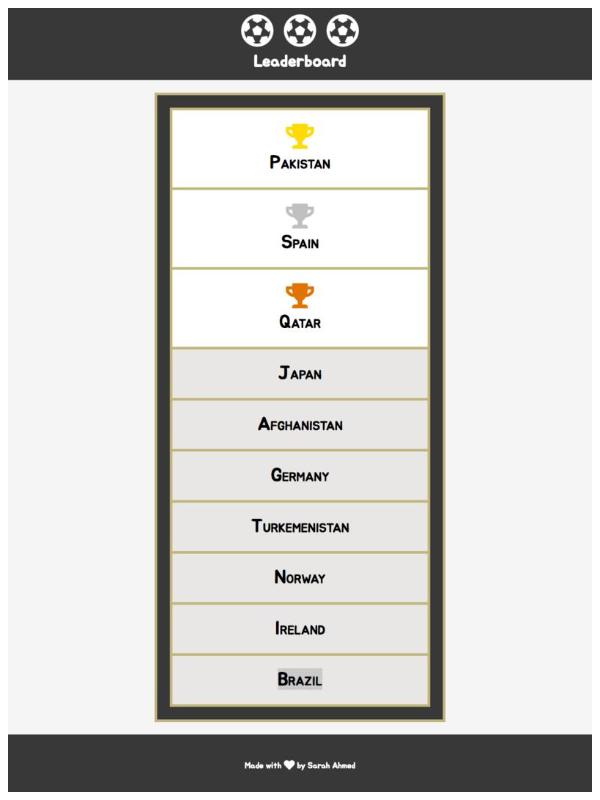 Leaderboard
Pakistan
Spain
Qatar
Japan
Afghanistan
Germany
Turkemenistan
Norway
Ireland
Brazil
Made with by Sarah Ahmed